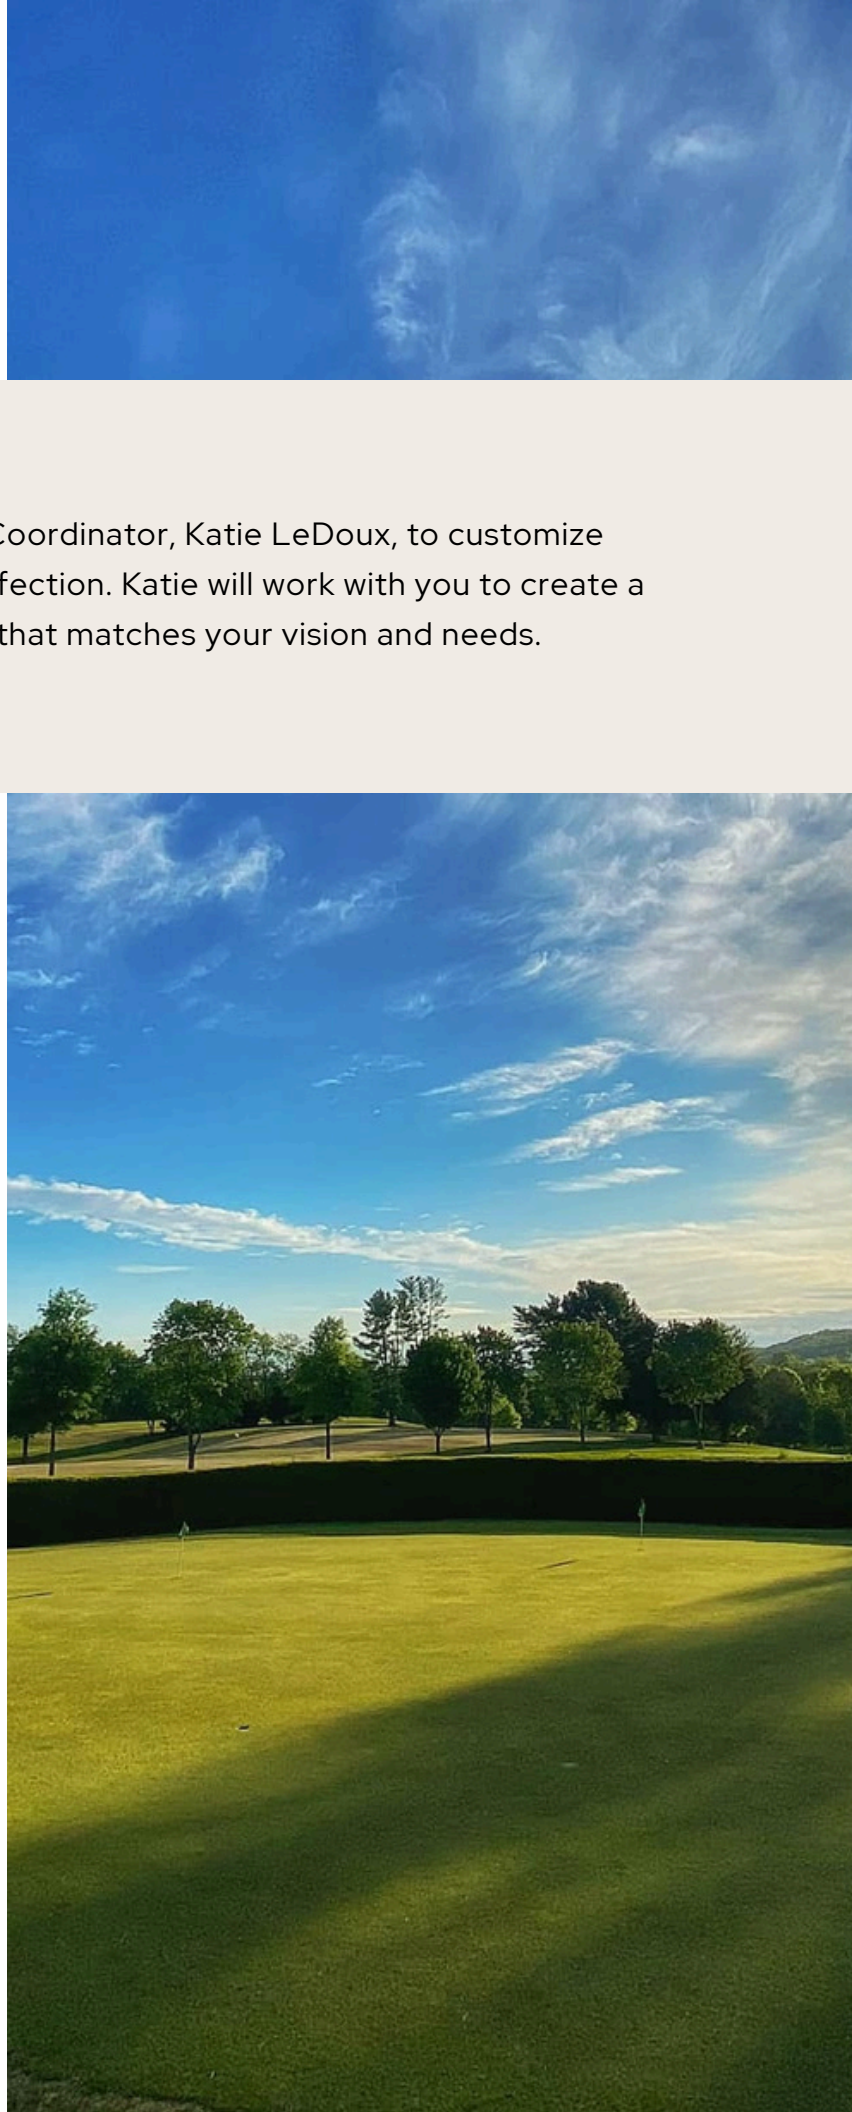 Coordinator, Katie LeDoux, to customize
fection. Katie will work with you to create a
that matches your vision and needs.